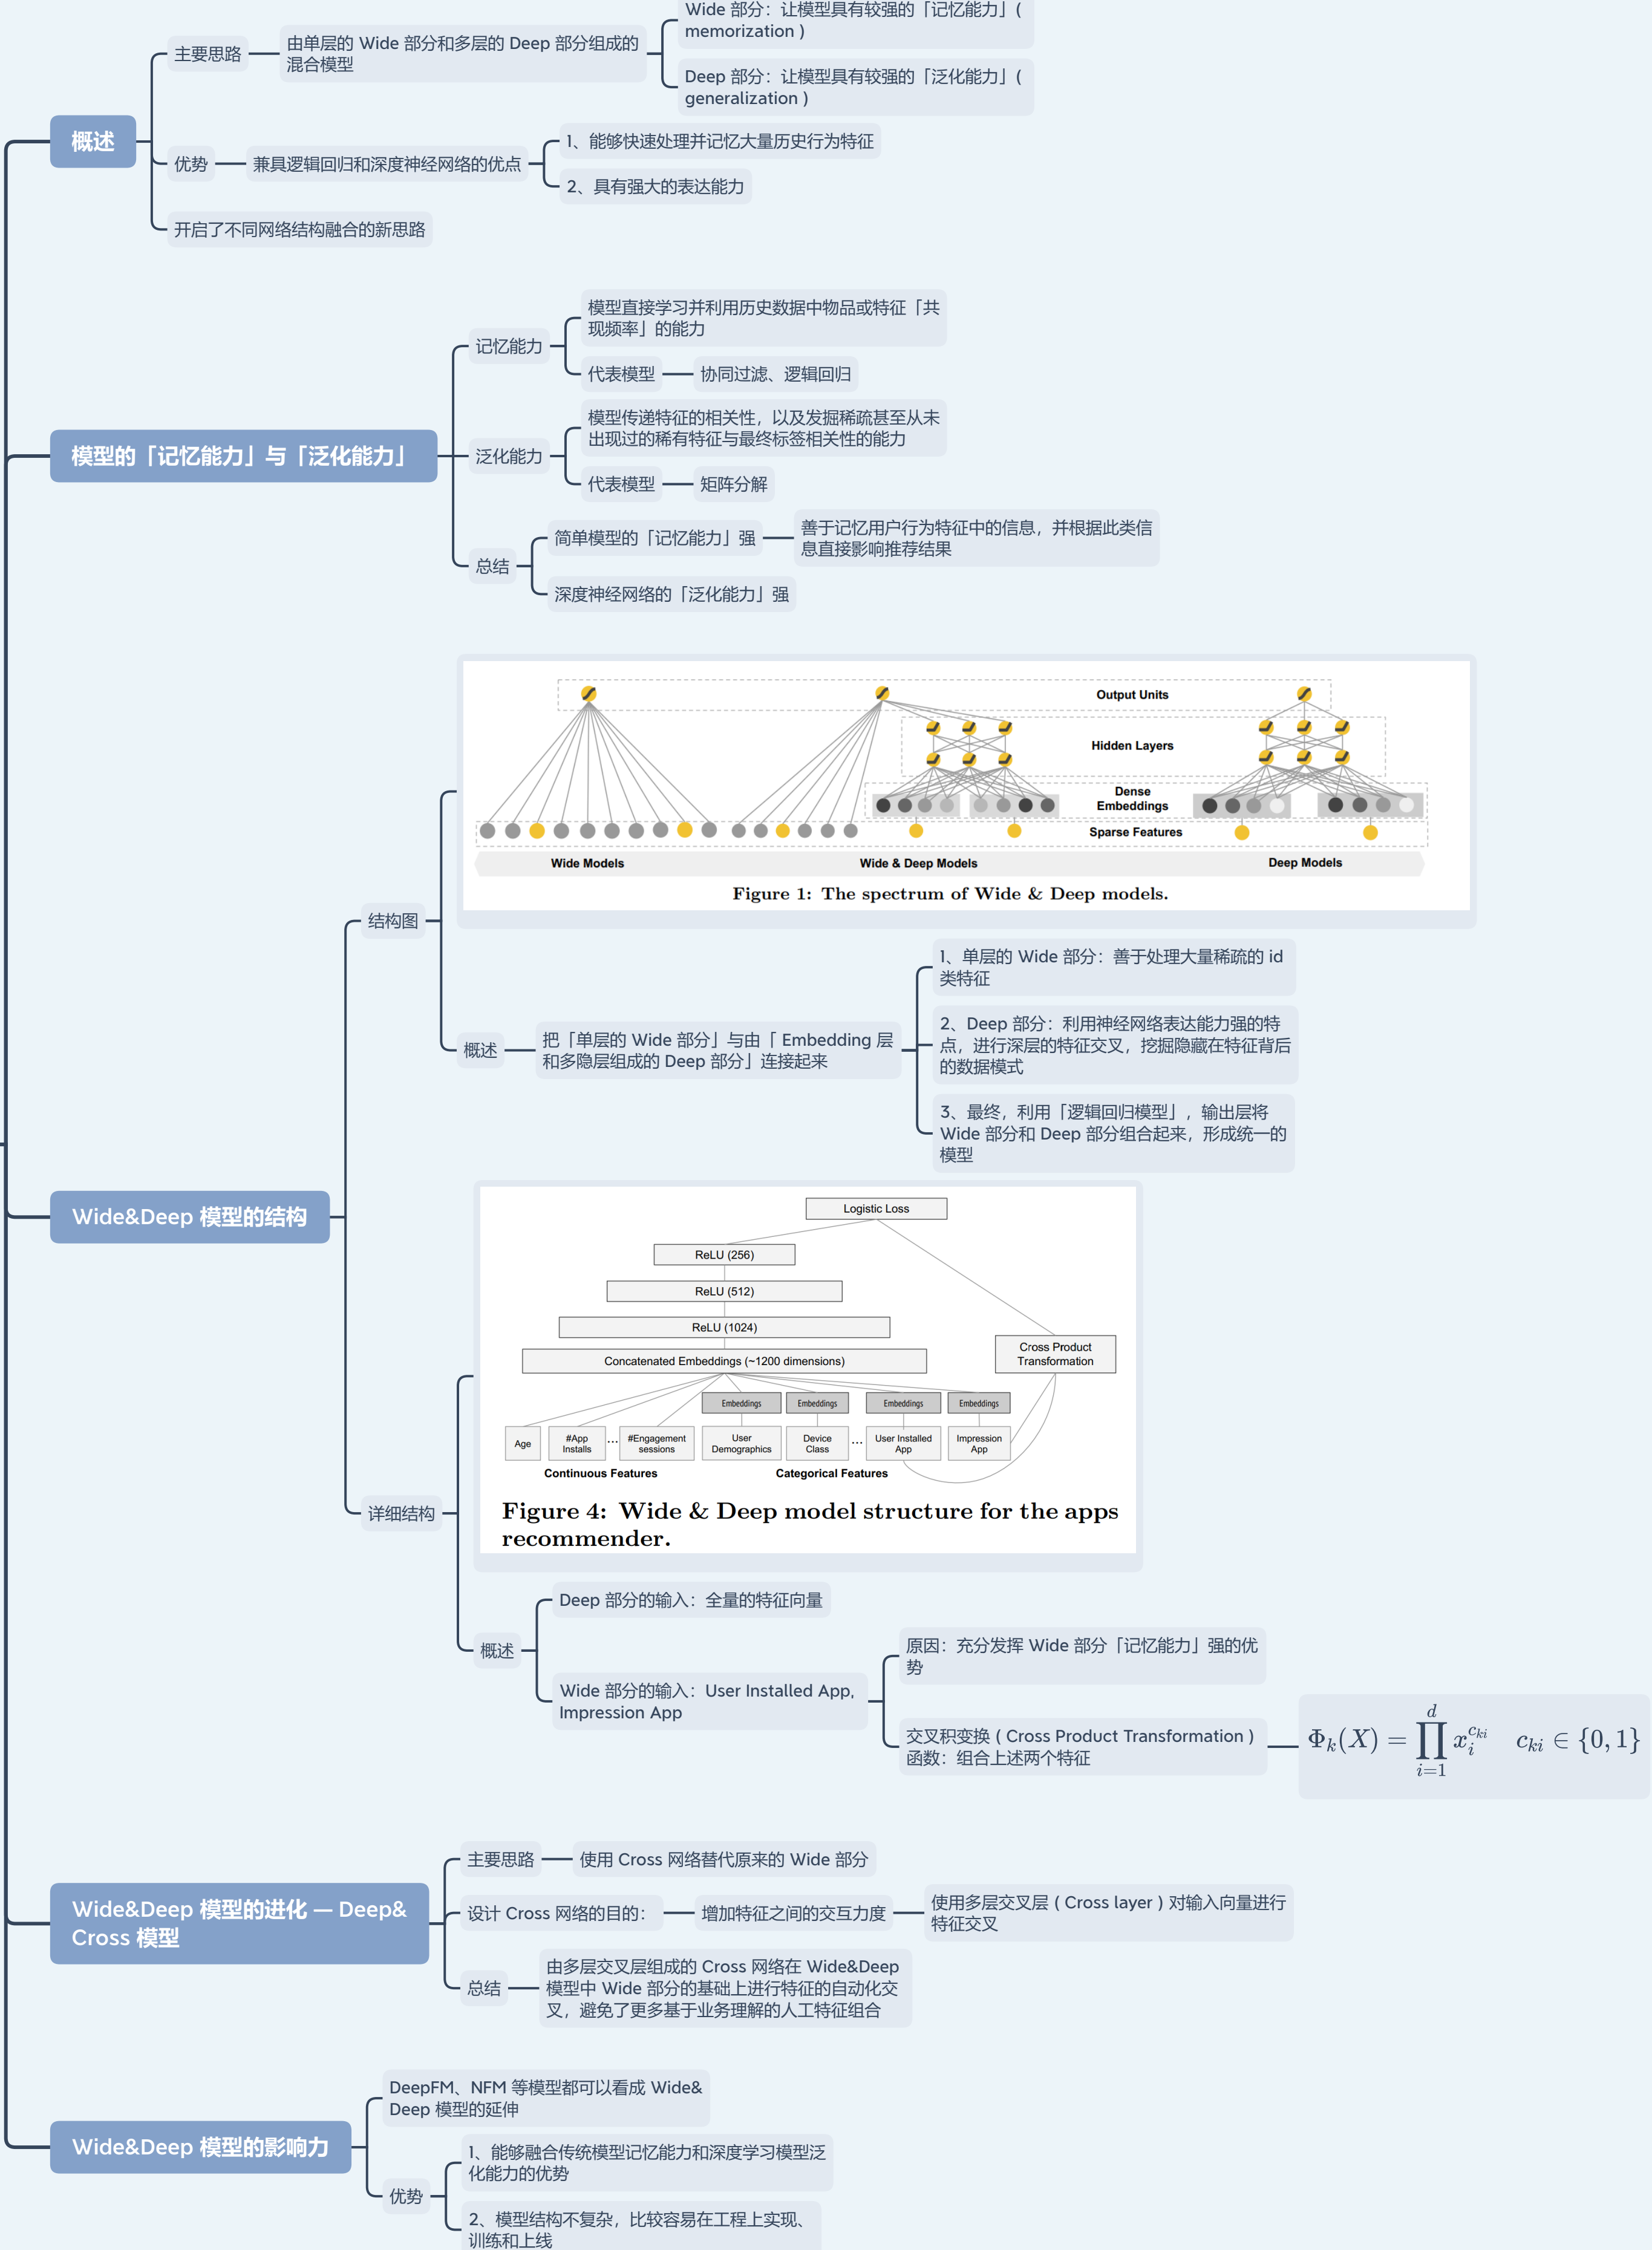 概述
主要思路
由单层的 Wide 部分和多层的 Deep 部分组成的
混合模型
Wide 部分：让模型具有较强的「记忆能力」(
memorization )
Deep 部分：让模型具有较强的「泛化能力」(
generalization )
优势
兼具逻辑回归和深度神经网络的优点
1、能够快速处理并记忆大量历史行为特征
2、具有强大的表达能力
开启了不同网络结构融合的新思路
模型的「记忆能力」与「泛化能力」
记忆能力
模型直接学习并利用历史数据中物品或特征「共
现频率」的能力
代表模型
协同过滤、逻辑回归
泛化能力
模型传递特征的相关性，以及发掘稀疏甚至从未
出现过的稀有特征与最终标签相关性的能力
代表模型
矩阵分解
总结
简单模型的「记忆能力」强
善于记忆用户行为特征中的信息，并根据此类信
息直接影响推荐结果
深度神经网络的「泛化能力」强
Wide&Deep 模型的结构
结构图
Output Units
Hidden Layers
Dense
Embeddings
Sparse Features
Wide Models
Wide & Deep Models
Deep Models
Figure 1: The spectrum of Wide & Deep models.
概述
把「单层的 Wide 部分」与由「 Embedding 层
和多隐层组成的 Deep 部分」连接起来
1、单层的 Wide 部分：善于处理大量稀疏的 id
类特征
2、Deep 部分：利用神经网络表达能力强的特
点，进行深层的特征交叉，挖掘隐藏在特征背后
的数据模式
3、最终，利用「逻辑回归模型」，输出层将
Wide 部分和 Deep 部分组合起来，形成统一的
模型
详细结构
Logistic Loss
ReLU (256)
ReLU (512)
ReLU (1024)
Concatenated Embeddings (~1200 dimensions)
Cross Product
Transformation
Embeddings
Embeddings
Embeddings
Embeddings
Age
#App
Installs
...
#Engagement
sessions
User
Demographics
Device
Class
...
User Installed
App
Impression
App
Continuous Features
Categorical Features
Figure 4: Wide & Deep model structure for the apps
recommender.
概述
Deep 部分的输入：全量的特征向量
Wide 部分的输入：User Installed App,
Impression App
原因：充分发挥 Wide 部分「记忆能力」强的优
势
交叉积变换 ( Cross Product Transformation )
函数：组合上述两个特征
$\Phi_k(X) = \prod_{i=1}^{d} x_i^{c_{ki}} \quad c_{ki} \in \{0, 1\}$
Wide&Deep 模型的进化 — Deep&
Cross 模型
主要思路
使用 Cross 网络替代原来的 Wide 部分
设计 Cross 网络的目的：
增加特征之间的交互力度
使用多层交叉层 ( Cross layer ) 对输入向量进行
特征交叉
总结
由多层交叉层组成的 Cross 网络在 Wide&Deep
模型中 Wide 部分的基础上进行特征的自动化交
叉，避免了更多基于业务理解的人工特征组合
Wide&Deep 模型的影响力
DeepFM、NFM 等模型都可以看成 Wide&
Deep 模型的延伸
优势
1、能够融合传统模型记忆能力和深度学习模型泛
化能力的优势
2、模型结构不复杂，比较容易在工程上实现、
训练和上线